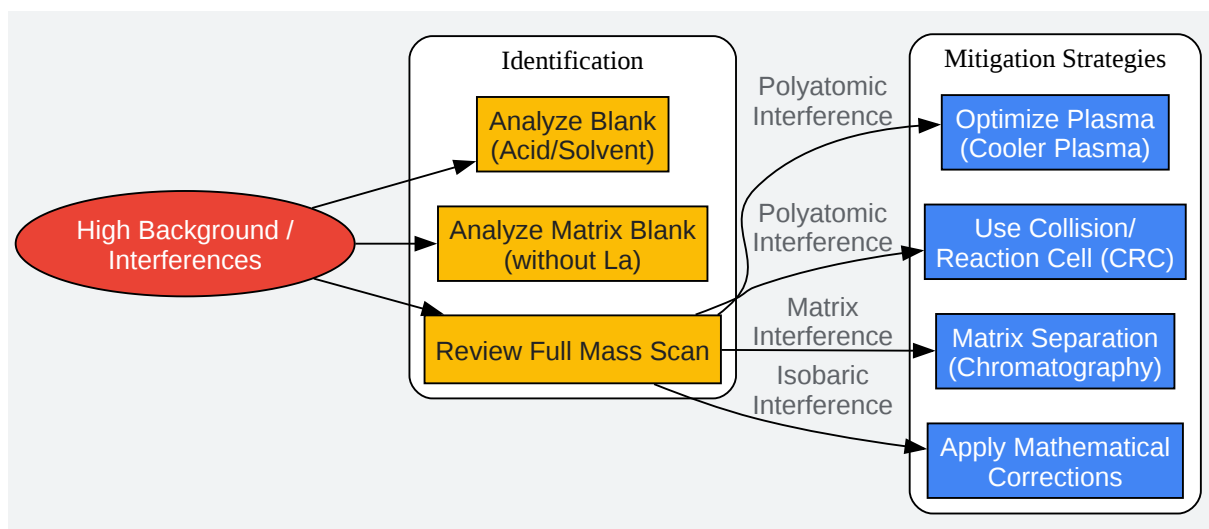 High Background /
Interferences
Identification
Analyze Blank
(Acid/Solvent)
Analyze Matrix Blank
(without La)
Review Full Mass Scan
Polyatomic
Interference
Polyatomic
Interference
Matrix
Interference
Isobaric
Interference
Mitigation Strategies
Optimize Plasma
(Cooler Plasma)
Use Collision/
Reaction Cell (CRC)
Matrix Separation
(Chromatography)
Apply Mathematical
Corrections